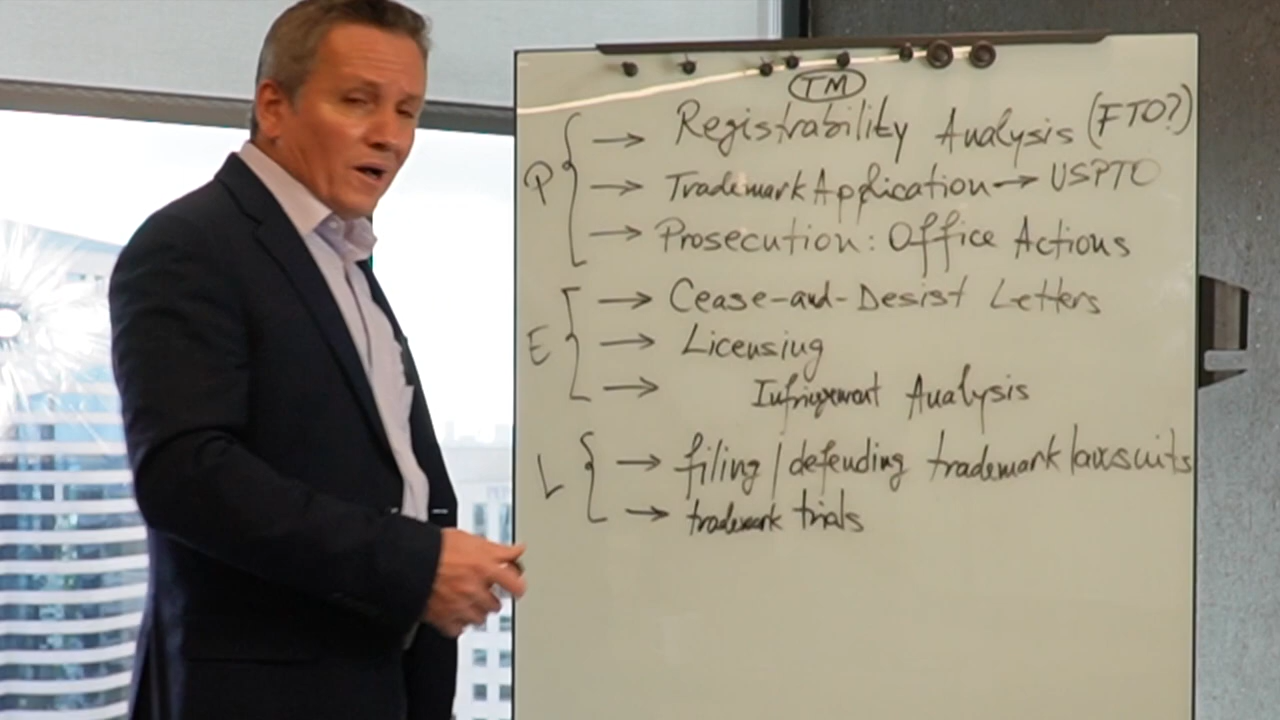 TM
P → Registrability Analysis (FTO?)
→ Trademark Application → USPTO
→ Prosecution: Office Actions
E → Cease-and-Desist Letters
→ Licensing
→ Infringement Analysis
L → filing/defending trademark lawsuits
→ trademark trials